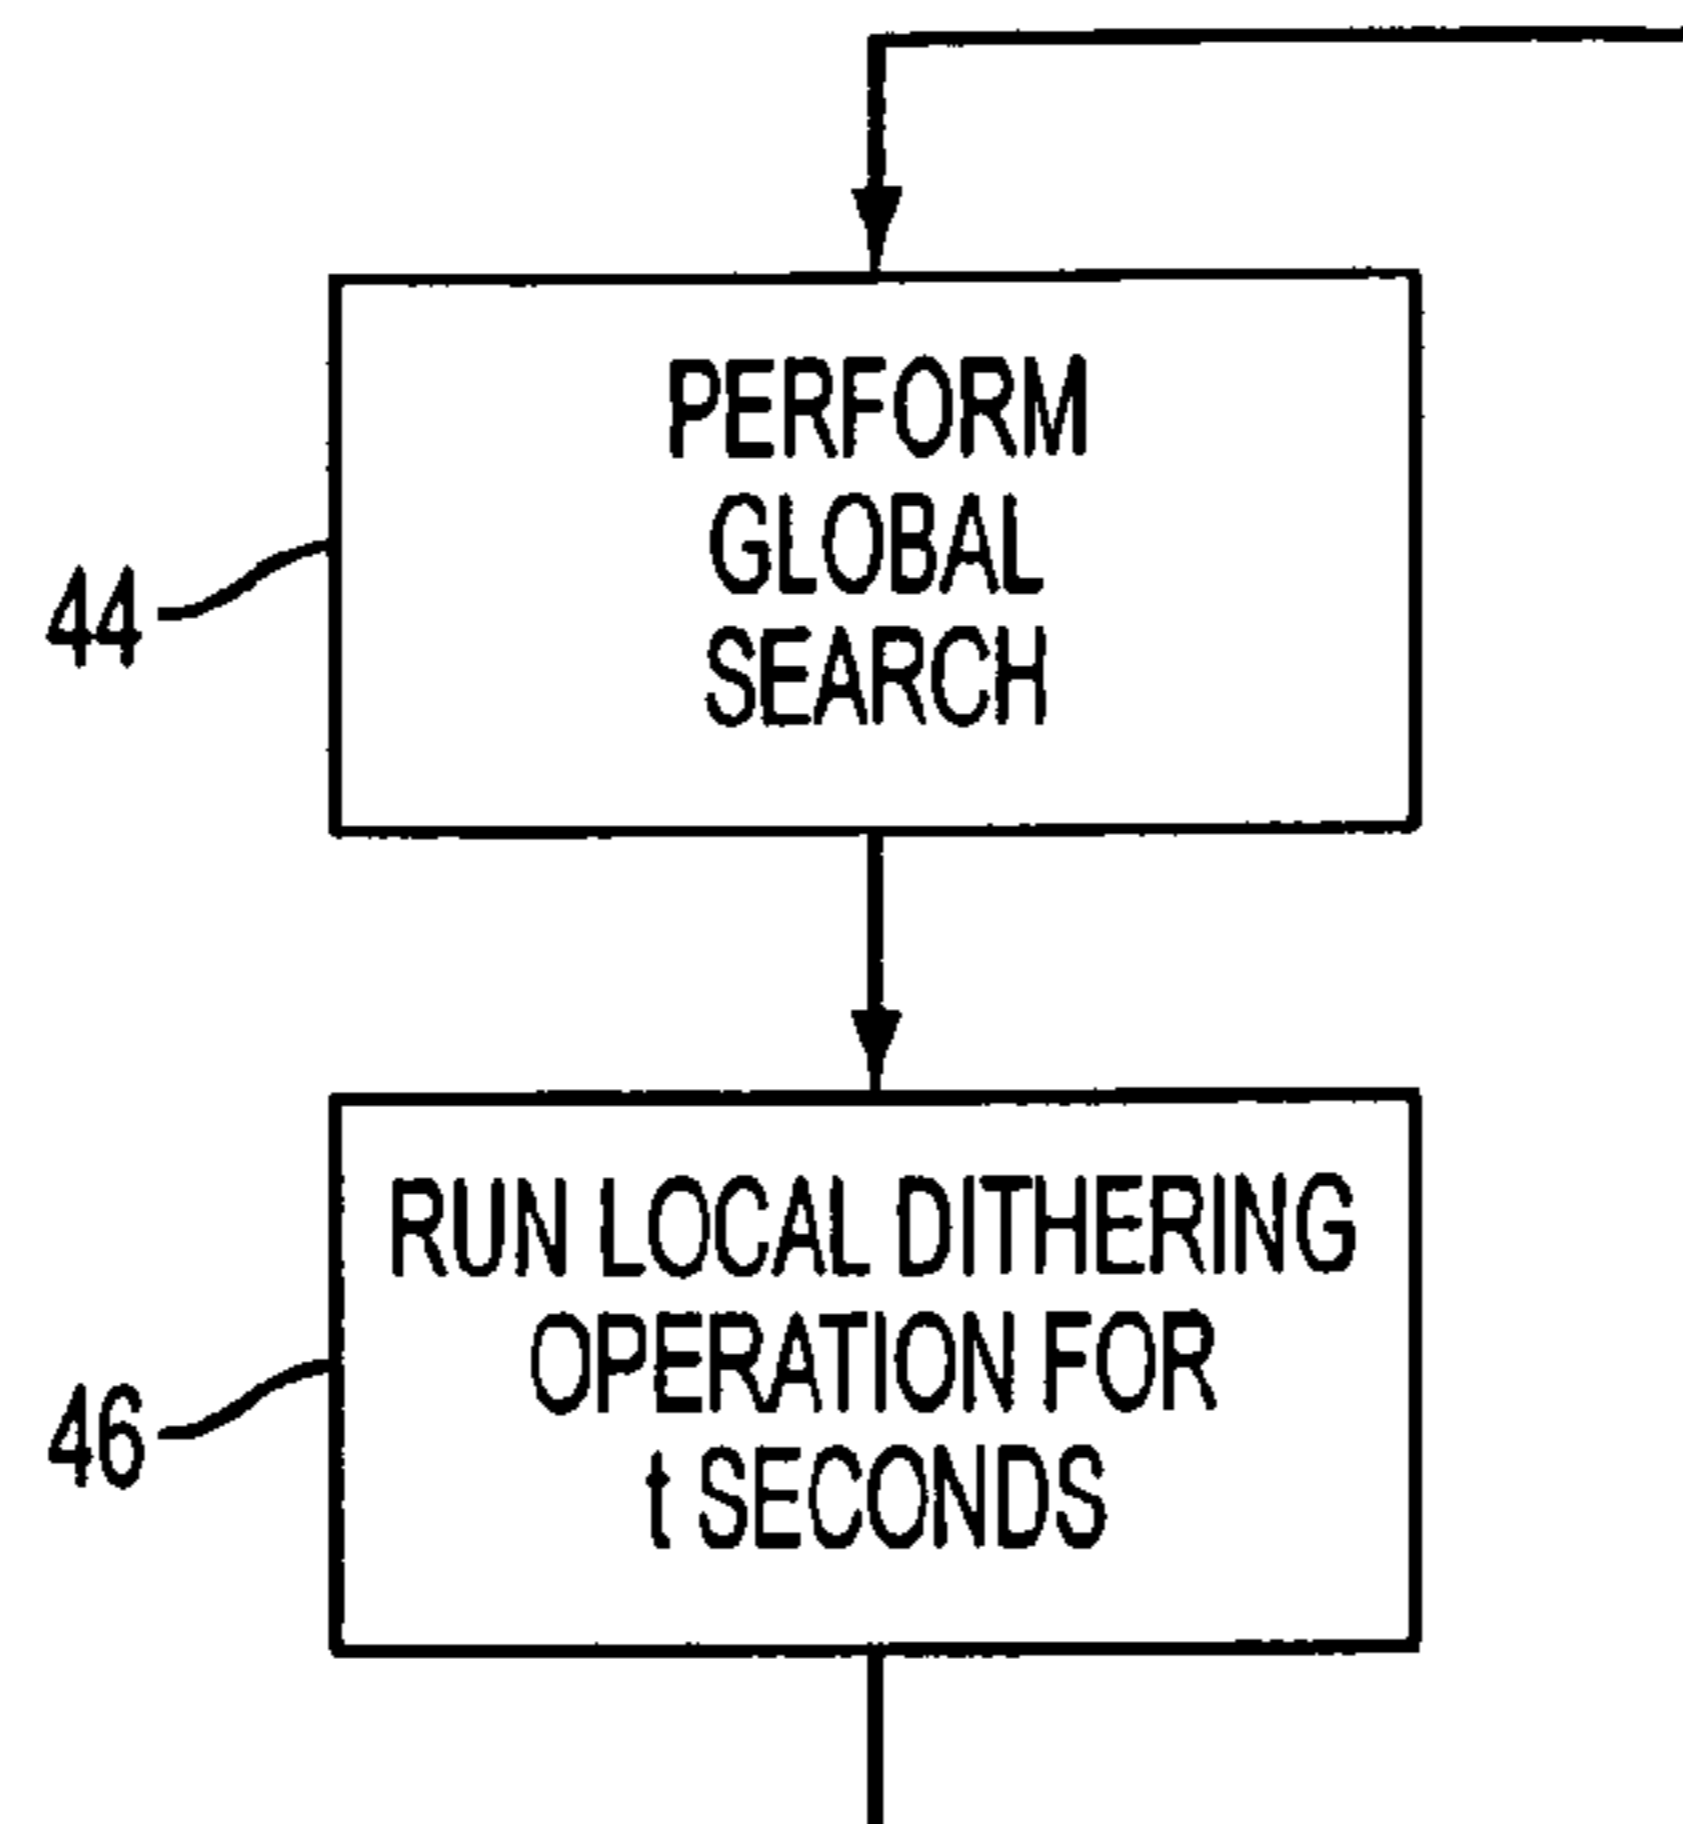 PERFORM
GLOBAL
SEARCH
44
RUN LOCAL DITHERING
OPERATION FOR
t SECONDS
46